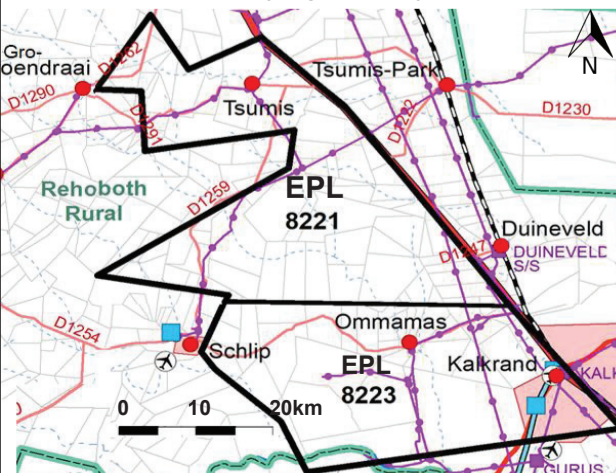 Gro-
oendraai
D1262
D1290
D1291
Tsumis
Tsumis-Park
D1222
D1230
N
Rehoboth
Rural
D1259
EPL
8221
Duineveld
DUINEVELD
S/S
D1247
D1254
Schlip
Ommamas
EPL
8223
Kalkrand
KALK
0 10 20km
GURUS